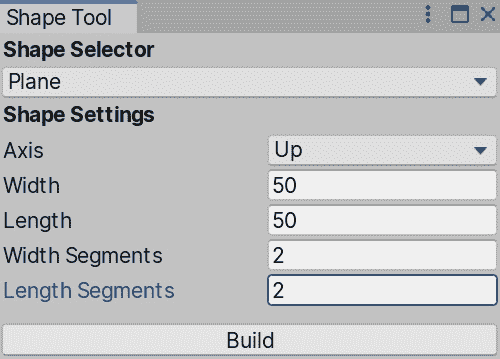 Shape Tool
Shape Selector
Plane
Shape Settings
Axis Up
Width 50
Length 50
Width Segments 2
Length Segments 2
Build